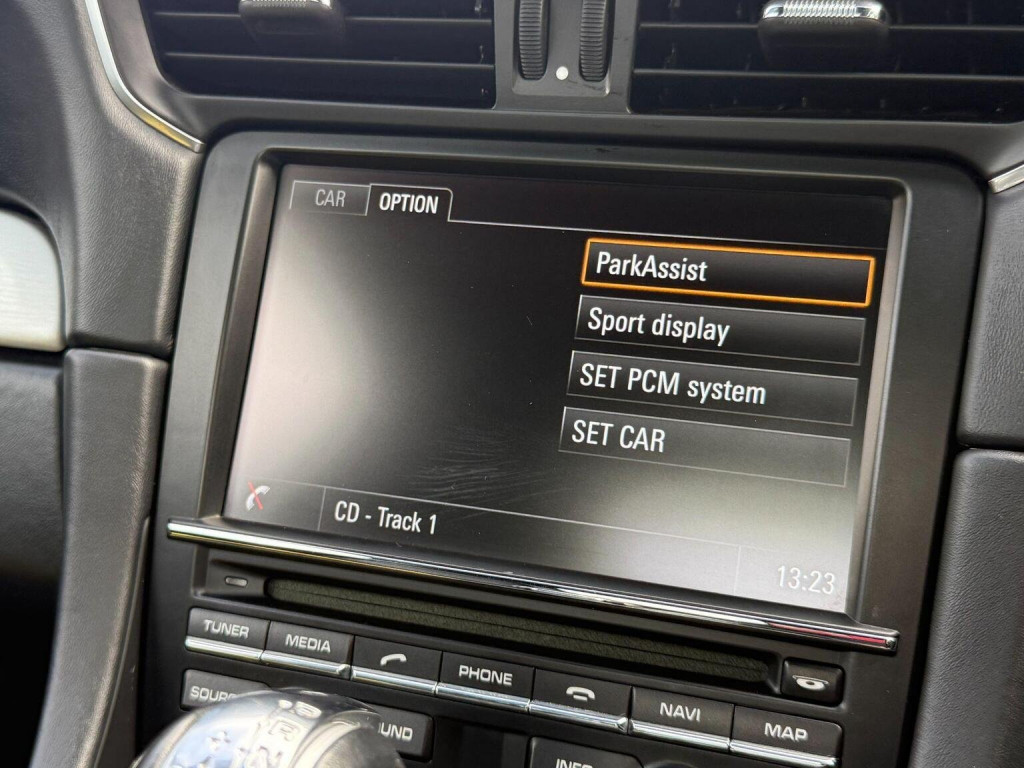 CAR
OPTION
ParkAssist
Sport display
SET PCM system
SET CAR
CD - Track 1
13:23
TUNER
MEDIA
PHONE
NAVI
MAP